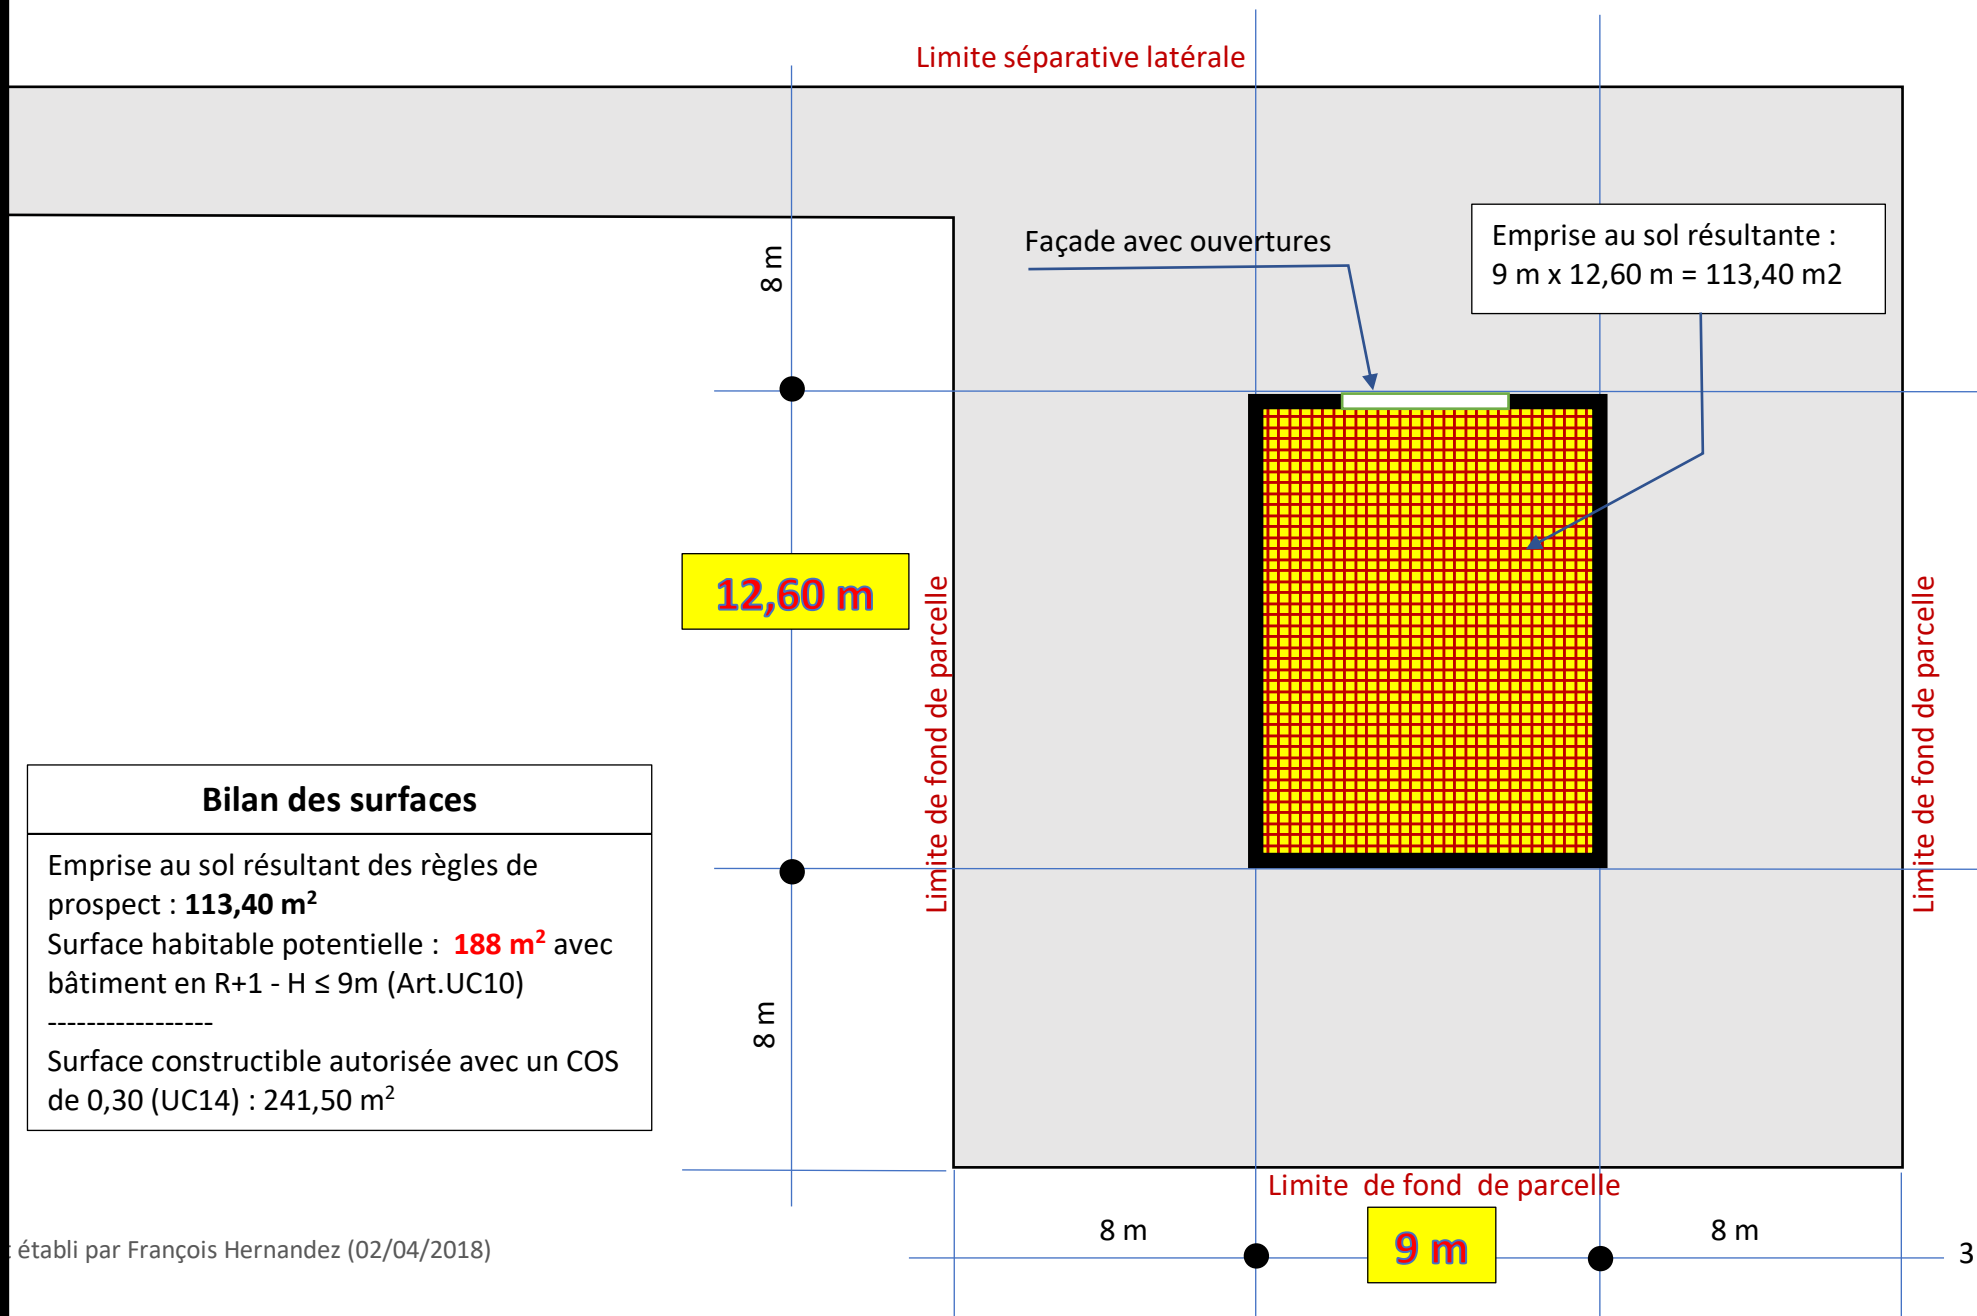 Limite séparative latérale
8 m
Façade avec ouvertures
Emprise au sol résultante :
9 m x 12,60 m = 113,40 m2
12,60 m
Limite de fond de parcelle
Limite de fond de parcelle
Bilan des surfaces
Emprise au sol résultant des règles de
prospect : 113,40 m²
Surface habitable potentielle : 188 m² avec
bâtiment en R+1 - H ≤ 9m (Art.UC10)
-----------------
Surface constructible autorisée avec un COS
de 0,30 (UC14) : 241,50 m²
8 m
Limite de fond de parcelle
8 m
9 m
8 m
établi par François Hernandez (02/04/2018)
3